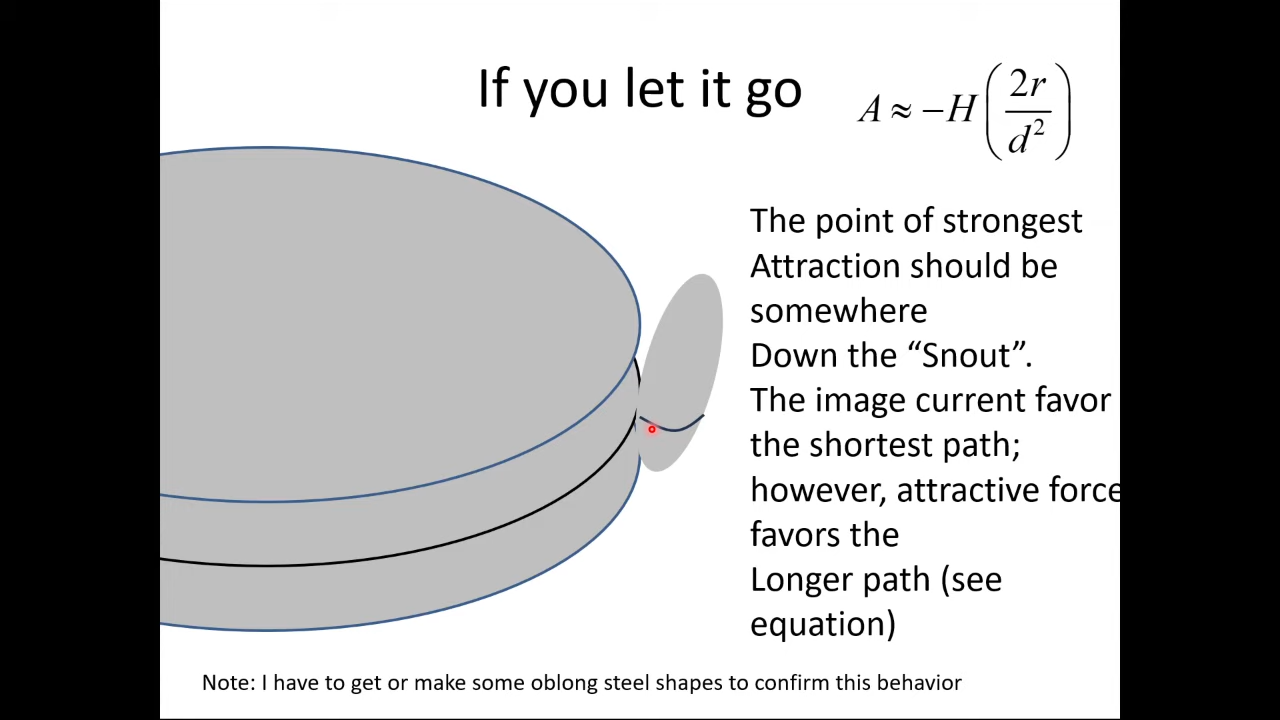 If you let it go
A ≈ −H(2r/d²)
The point of strongest
Attraction should be
somewhere
Down the “Snout”.
The image current favor
the shortest path;
however, attractive force
favors the
Longer path (see
equation)
Note: I have to get or make some oblong steel shapes to confirm this behavior